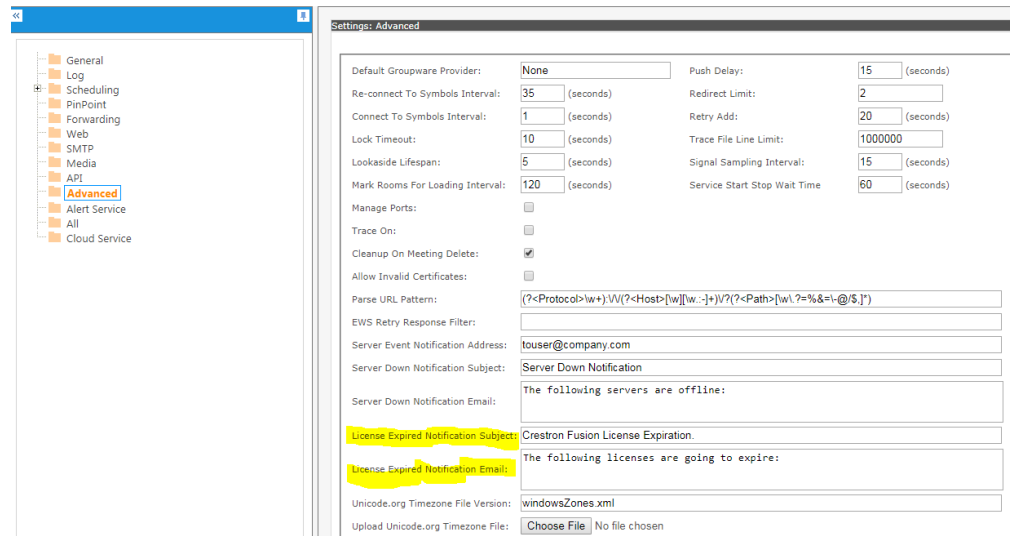 «
General
Log
Scheduling
PinPoint
Forwarding
Web
SMTP
Media
API
Advanced
Alert Service
All
Cloud Service
Settings: Advanced
Default Groupware Provider: None Push Delay: 15 (seconds)
Re-connect To Symbols Interval: 35 (seconds) Redirect Limit: 2
Connect To Symbols Interval: 1 (seconds) Retry Add: 20 (seconds)
Lock Timeout: 10 (seconds) Trace File Line Limit: 1000000
Lookaside Lifespan: 5 (seconds) Signal Sampling Interval: 15 (seconds)
Mark Rooms For Loading Interval: 120 (seconds) Service Start Stop Wait Time 60 (seconds)
Manage Ports:
Trace On:
Cleanup On Meeting Delete:
Allow Invalid Certificates:
Parse URL Pattern: (?<Protocol>\w+):\/\/(?<Host>[\w][\w.:-]+)\/?(?<Path>[\w\.?=%&=\-@/$,]*)
EWS Retry Response Filter:
Server Event Notification Address: touser@company.com
Server Down Notification Subject: Server Down Notification
Server Down Notification Email: The following servers are offline:
License Expired Notification Subject: Crestron Fusion License Expiration.
License Expired Notification Email: The following licenses are going to expire:
Unicode.org Timezone File Version: windowsZones.xml
Upload Unicode.org Timezone File: Choose File No file chosen